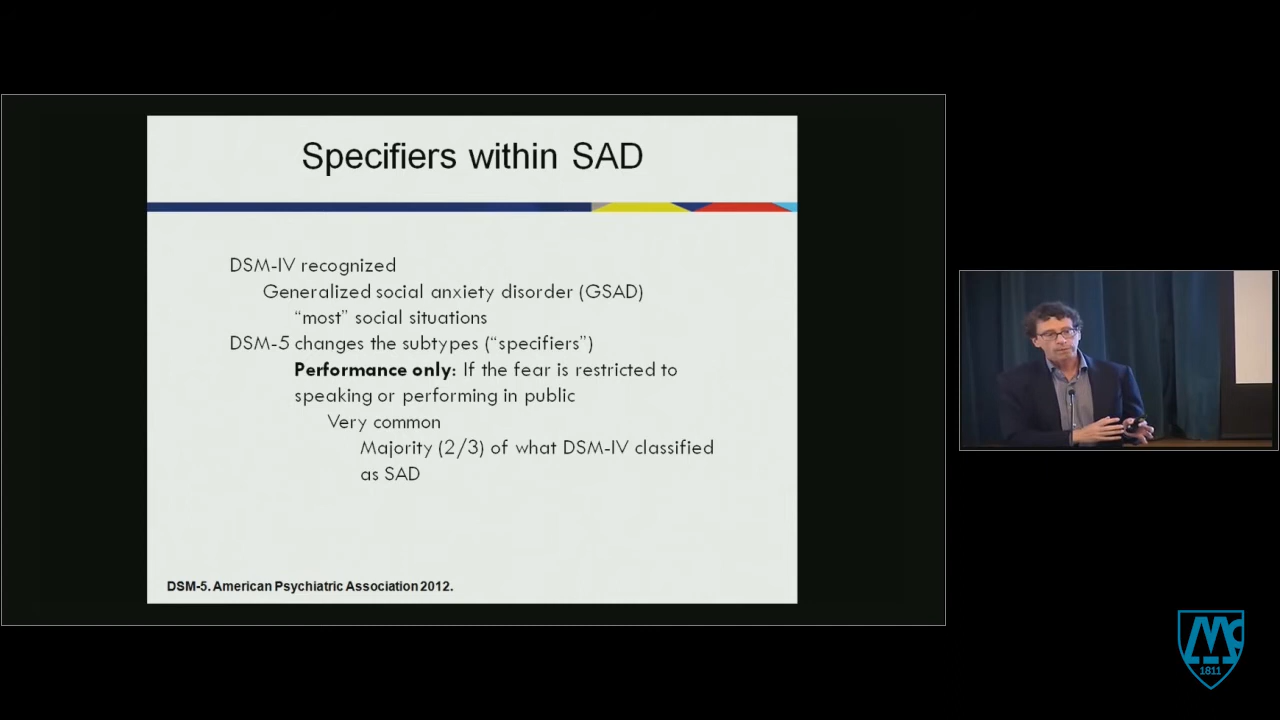 Specifiers within SAD
DSM-IV recognized
Generalized social anxiety disorder (GSAD)
“most” social situations
DSM-5 changes the subtypes (“specifiers”)
Performance only: If the fear is restricted to
speaking or performing in public
Very common
Majority (2/3) of what DSM-IV classified
as SAD
DSM-5. American Psychiatric Association 2012.
Mc
1811